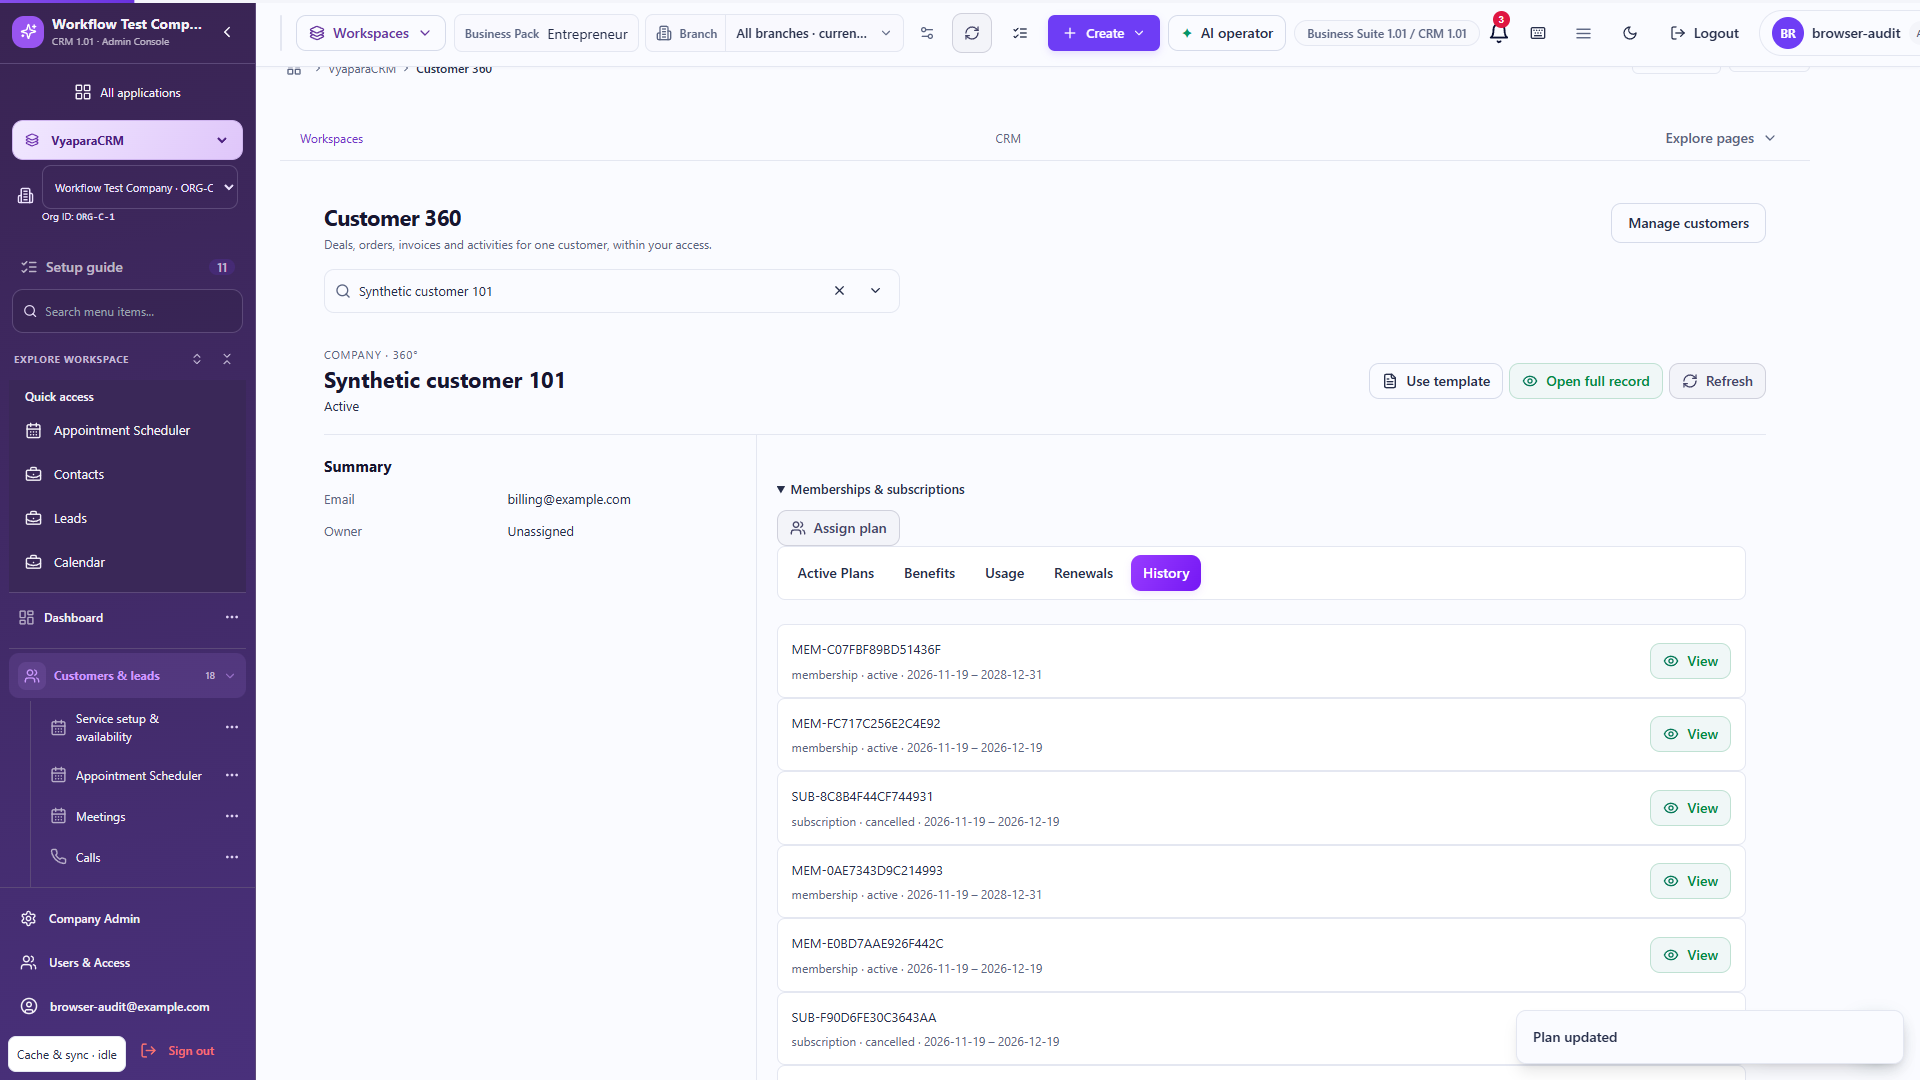 Workflow Test Comp...
CRM 1.01 · Admin Console
All applications
VyaparaCRM
Workflow Test Company · ORG-C
Org ID: ORG-C-1
Setup guide
11
Search menu items...
EXPLORE WORKSPACE
Quick access
Appointment Scheduler
Contacts
Leads
Calendar
Dashboard
Customers & leads
18
Service setup &
availability
Appointment Scheduler
Meetings
Calls
Company Admin
Users & Access
browser-audit@example.com
Cache & sync · idle
Sign out
Workspaces
Business Pack Entrepreneur
Branch
All branches · curren...
Create
AI operator
Business Suite 1.01 / CRM 1.01
3
Logout
BR
browser-audit
VyaparaCRM
Customer 360
Workspaces
CRM
Explore pages
Customer 360
Deals, orders, invoices and activities for one customer, within your access.
Manage customers
Synthetic customer 101
COMPANY · 360°
Synthetic customer 101
Active
Use template
Open full record
Refresh
Summary
Email
billing@example.com
Owner
Unassigned
Memberships & subscriptions
Assign plan
Active Plans
Benefits
Usage
Renewals
History
MEM-C07FBF89BD51436F
membership · active · 2026-11-19 – 2028-12-31
View
MEM-FC717C256E2C4E92
membership · active · 2026-11-19 – 2026-12-19
View
SUB-8C8B4F44CF744931
subscription · cancelled · 2026-11-19 – 2026-12-19
View
MEM-0AE7343D9C214993
membership · active · 2026-11-19 – 2028-12-31
View
MEM-E0BD7AAE926F442C
membership · active · 2026-11-19 – 2026-12-19
View
SUB-F90D6FE30C3643AA
subscription · cancelled · 2026-11-19 – 2026-12-19
Plan updated